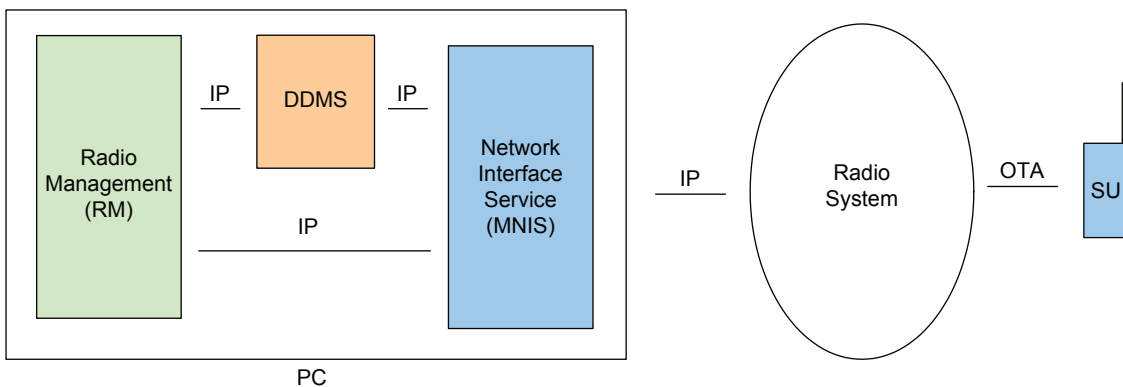 IP
DDMS
IP
Radio
Management
(RM)
Network
Interface
Service
(MNIS)
IP
IP
Radio
System
OTA
SU
PC